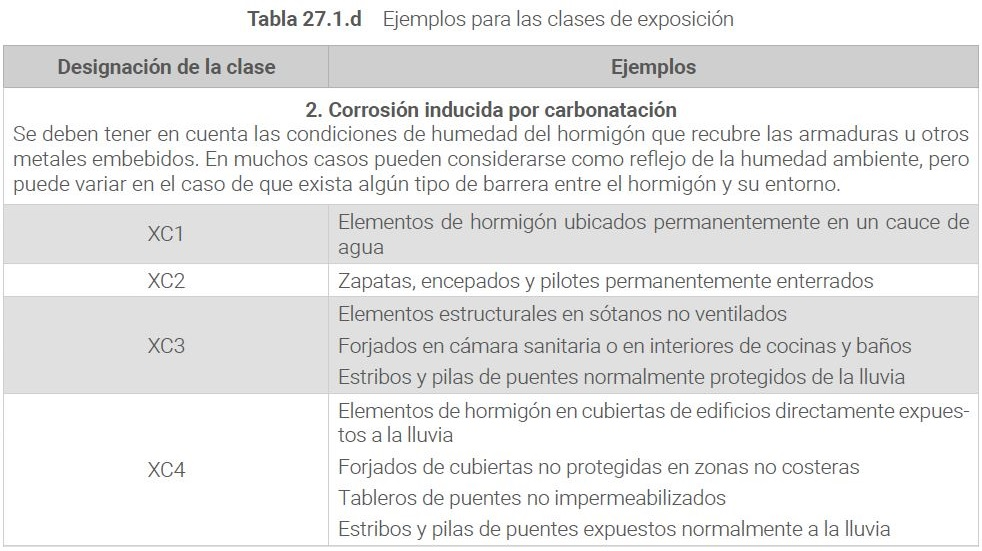 Tabla 27.1.d Ejemplos para las clases de exposición
Designación de la clase Ejemplos
2. Corrosión inducida por carbonatación
Se deben tener en cuenta las condiciones de humedad del hormigón que recubre las armaduras u otros
metales embebidos. En muchos casos pueden considerarse como reflejo de la humedad ambiente, pero
puede variar en el caso de que exista algún tipo de barrera entre el hormigón y su entorno.
XC1
Elementos de hormigón ubicados permanentemente en un cauce de
agua
XC2
Zapatas, encepados y pilotes permanentemente enterrados
XC3
Elementos estructurales en sótanos no ventilados
Forjados en cámara sanitaria o en interiores de cocinas y baños
Estribos y pilas de puentes normalmente protegidos de la lluvia
XC4
Elementos de hormigón en cubiertas de edificios directamente expues-
tos a la lluvia
Forjados de cubiertas no protegidas en zonas no costeras
Tableros de puentes no impermeabilizados
Estribos y pilas de puentes expuestos normalmente a la lluvia